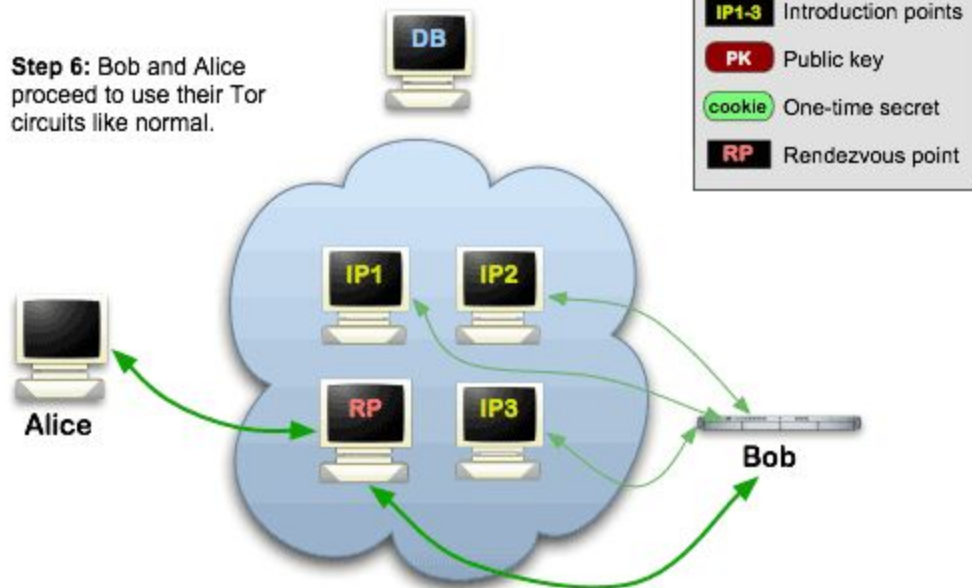 Step 6: Bob and Alice
proceed to use their Tor
circuits like normal.
DB
IP1-3 Introduction points
PK Public key
cookie One-time secret
RP Rendezvous point
IP1
IP2
Alice
RP
IP3
Bob